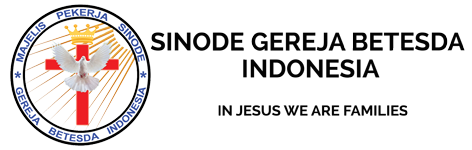 MAJELIS PEKERJA SINODE
GEREJA BETESDA INDONESIA
SINODE GEREJA BETESDA
INDONESIA
IN JESUS WE ARE FAMILIES